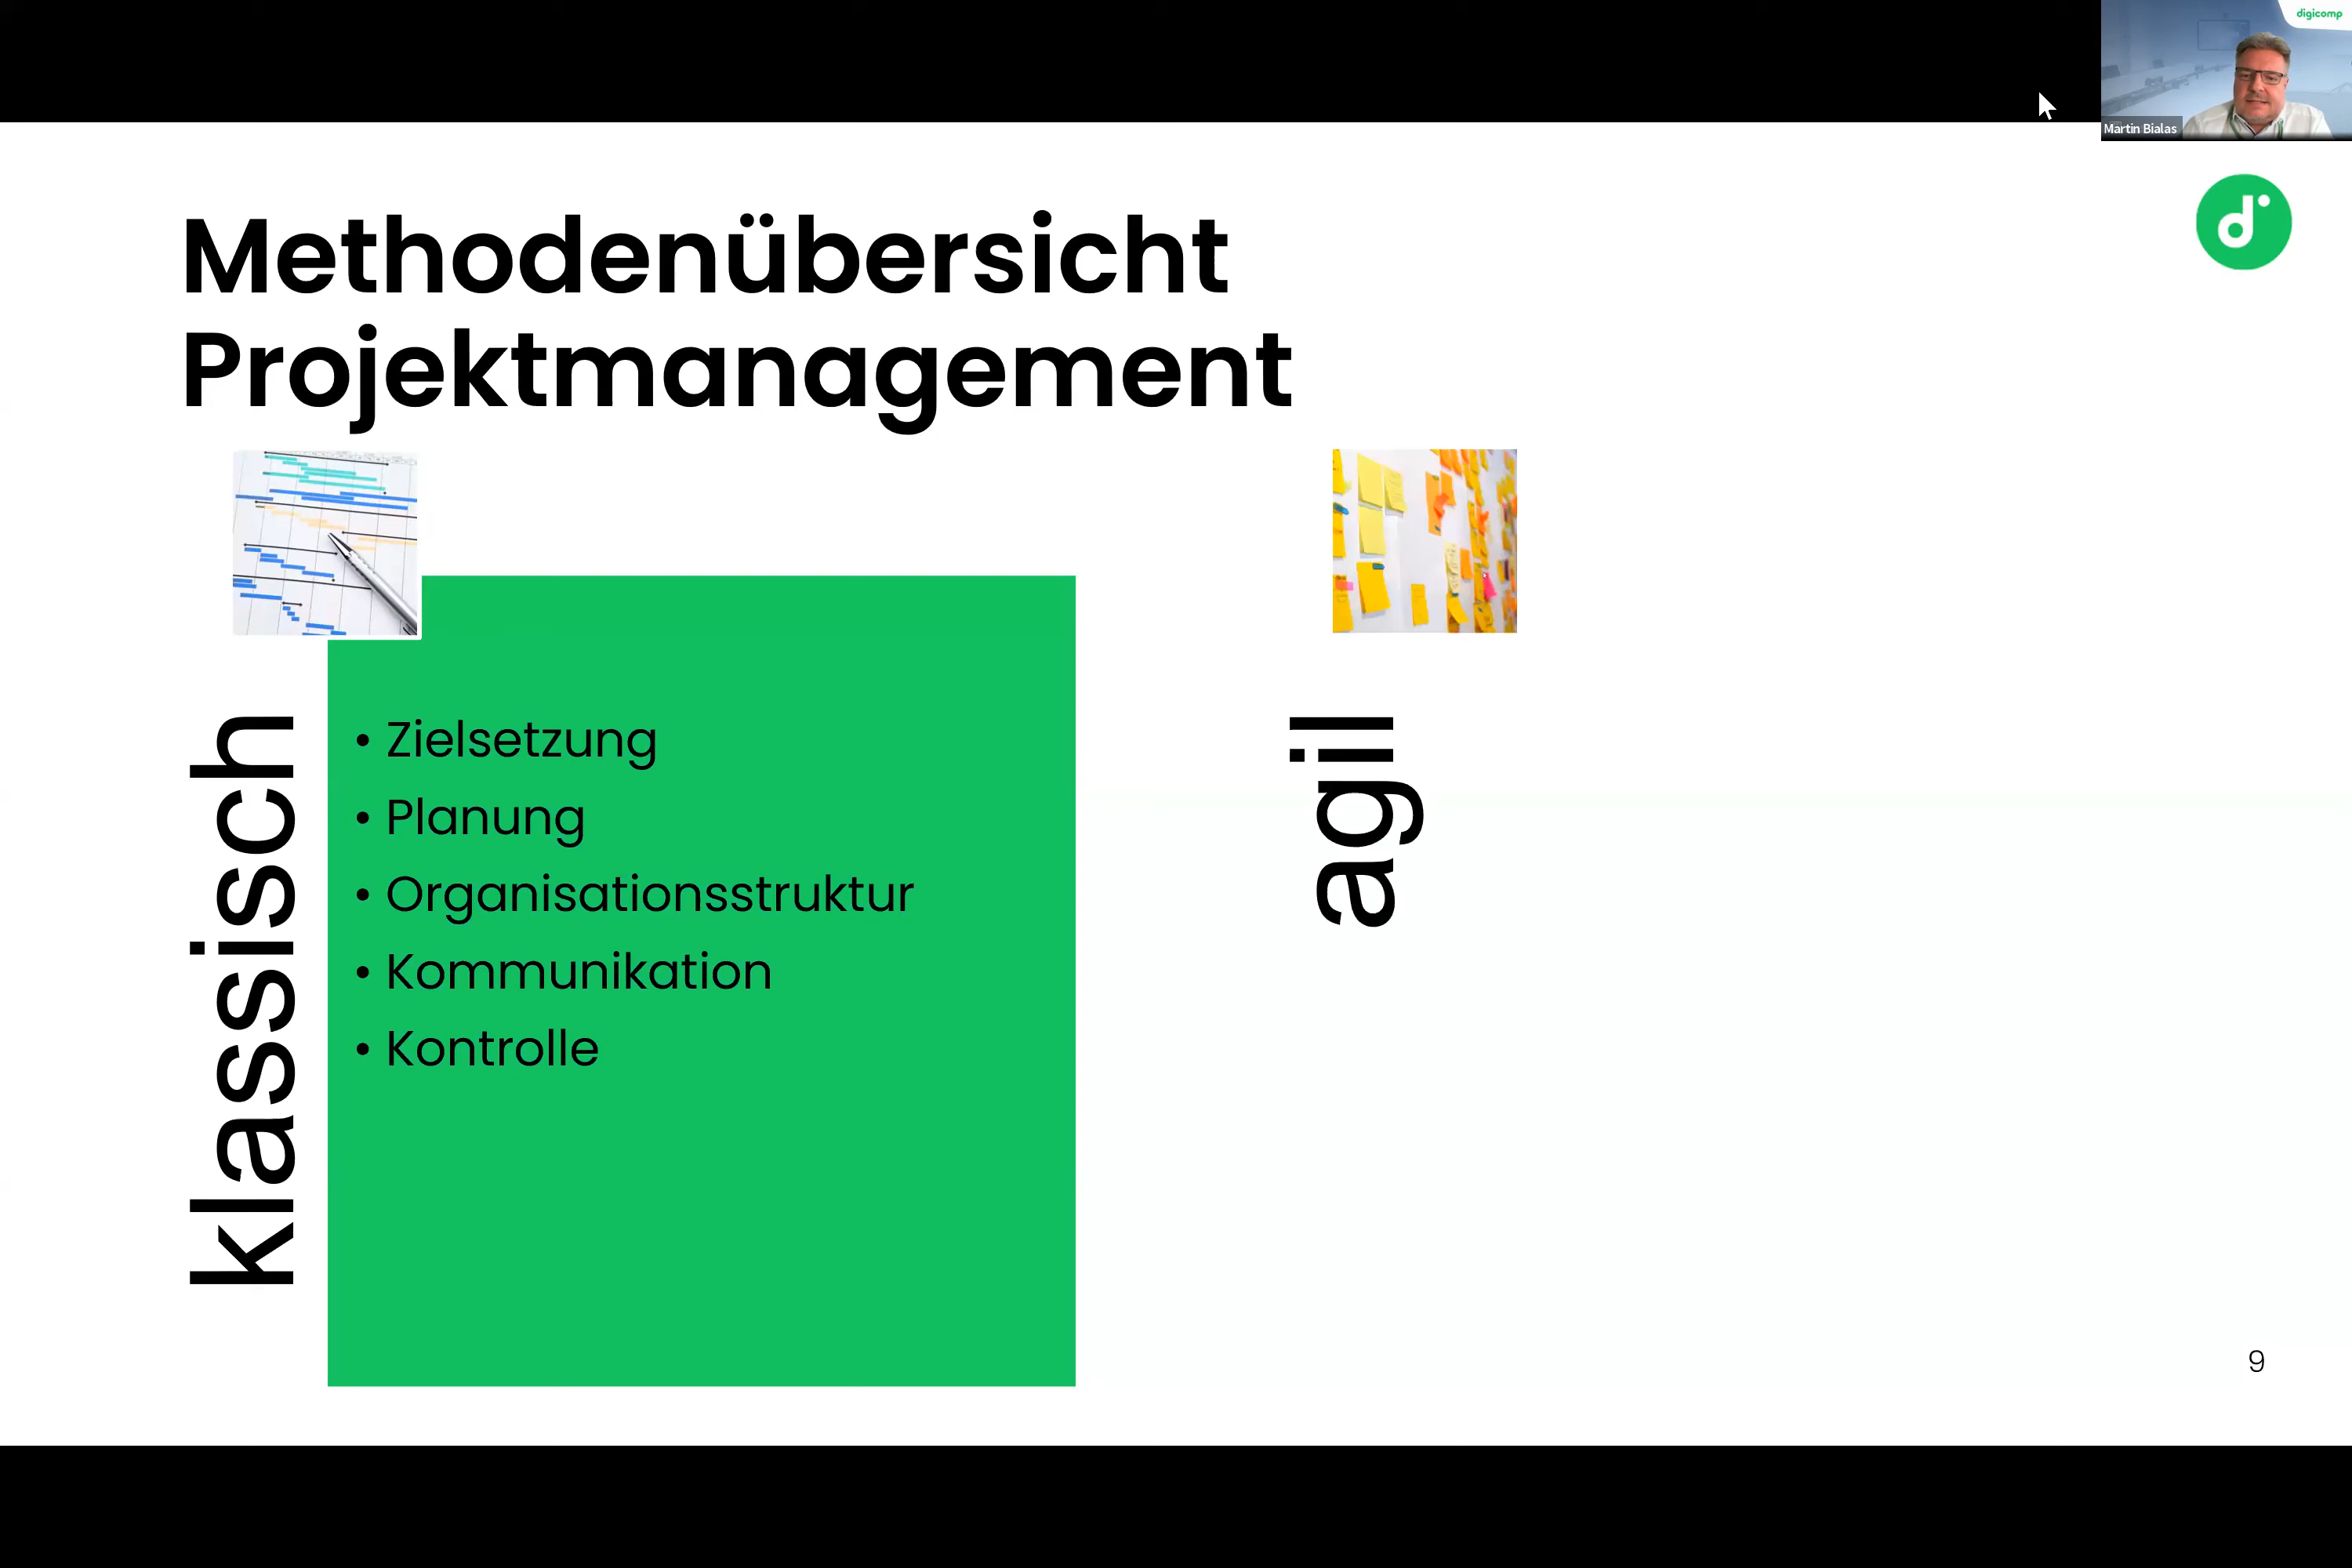 digicomp
Martin Bialas
Methodenübersicht
Projektmanagement
klassisch
• Zielsetzung
• Planung
• Organisationsstruktur
• Kommunikation
• Kontrolle
agil
9